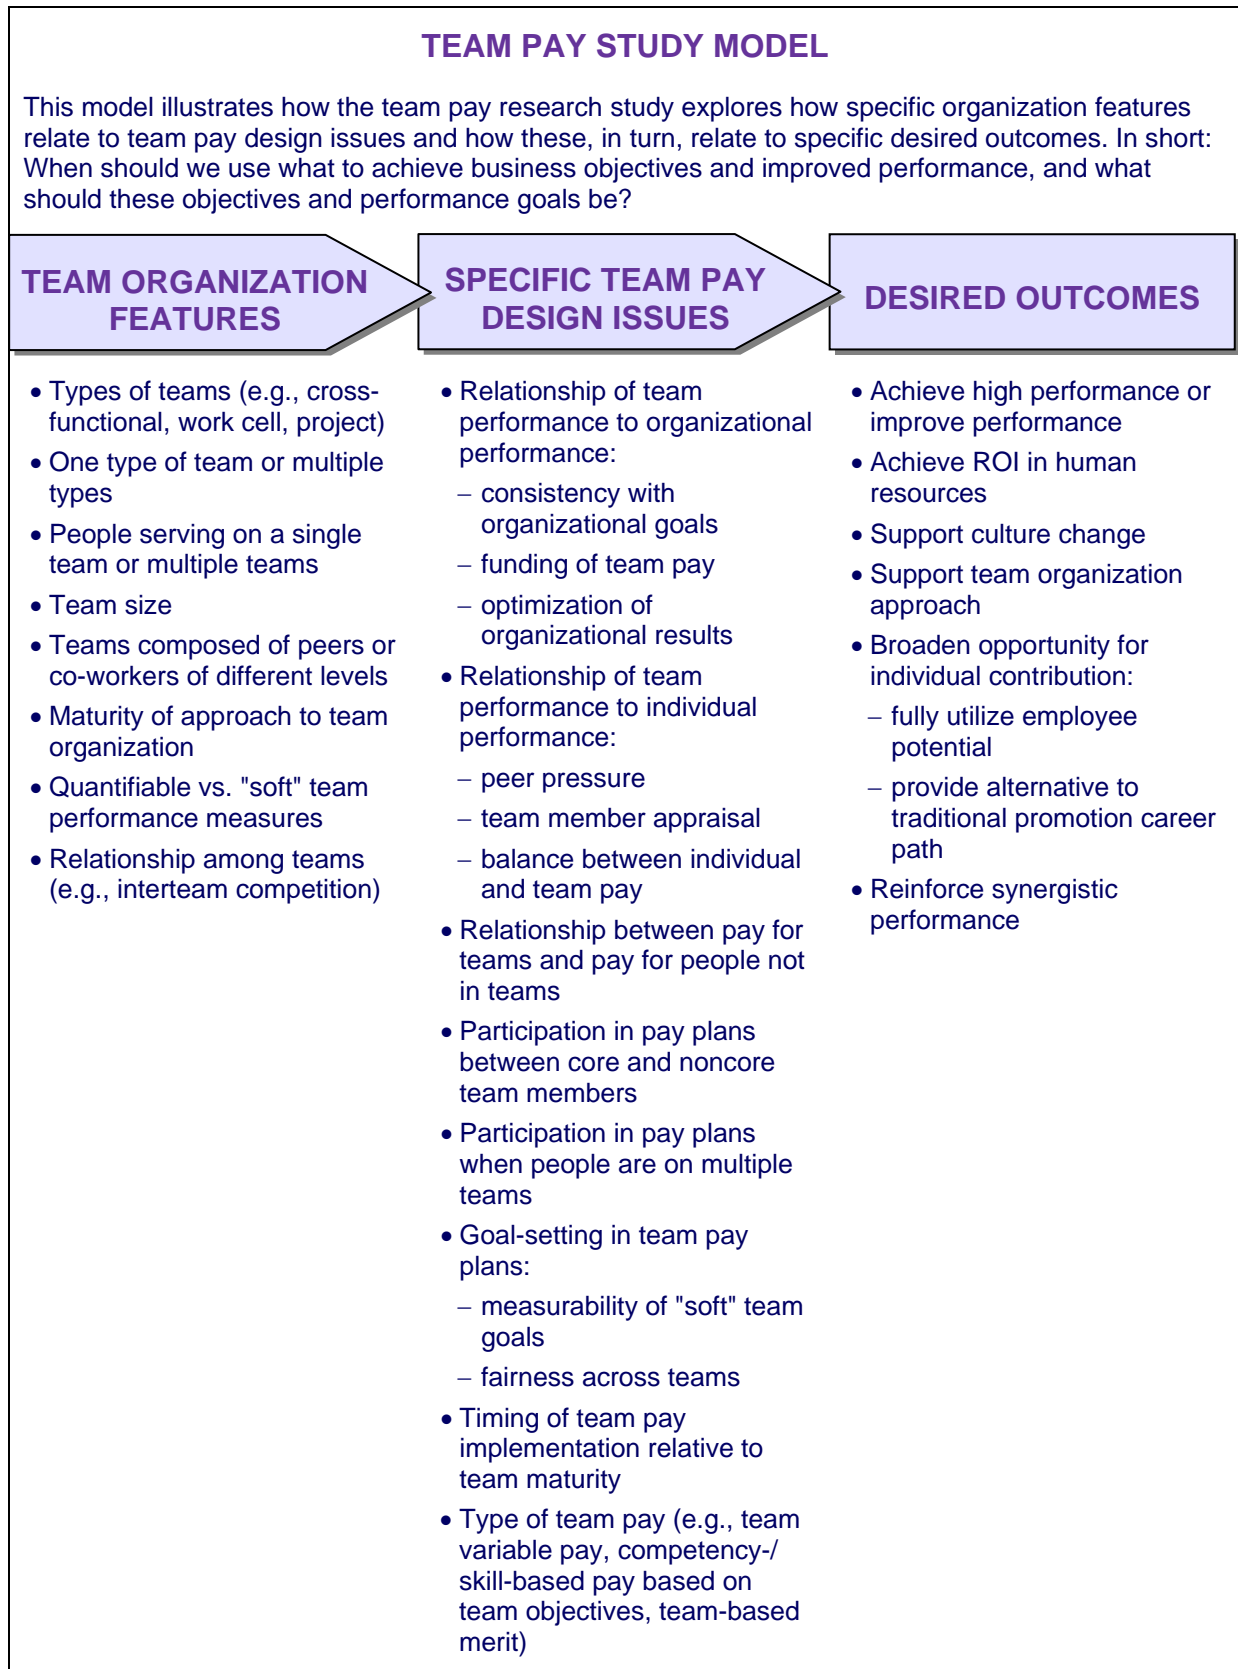 TEAM PAY STUDY MODEL
This model illustrates how the team pay research study explores how specific organization features
relate to team pay design issues and how these, in turn, relate to specific desired outcomes. In short:
When should we use what to achieve business objectives and improved performance, and what
should these objectives and performance goals be?
TEAM ORGANIZATION
FEATURES
• Types of teams (e.g., cross-
functional, work cell, project)
• One type of team or multiple
types
• People serving on a single
team or multiple teams
• Team size
• Teams composed of peers or
co-workers of different levels
• Maturity of approach to team
organization
• Quantifiable vs. "soft" team
performance measures
• Relationship among teams
(e.g., interteam competition)
SPECIFIC TEAM PAY
DESIGN ISSUES
• Relationship of team
performance to organizational
performance:
– consistency with
organizational goals
– funding of team pay
– optimization of
organizational results
• Relationship of team
performance to individual
performance:
– peer pressure
– team member appraisal
– balance between individual
and team pay
• Relationship between pay for
teams and pay for people not
in teams
• Participation in pay plans
between core and noncore
team members
• Participation in pay plans
when people are on multiple
teams
• Goal-setting in team pay
plans:
– measurability of "soft" team
goals
– fairness across teams
• Timing of team pay
implementation relative to
team maturity
• Type of team pay (e.g., team
variable pay, competency-/
skill-based pay based on
team objectives, team-based
merit)
DESIRED OUTCOMES
• Achieve high performance or
improve performance
• Achieve ROI in human
resources
• Support culture change
• Support team organization
approach
• Broaden opportunity for
individual contribution:
– fully utilize employee
potential
– provide alternative to
traditional promotion career
path
• Reinforce synergistic
performance